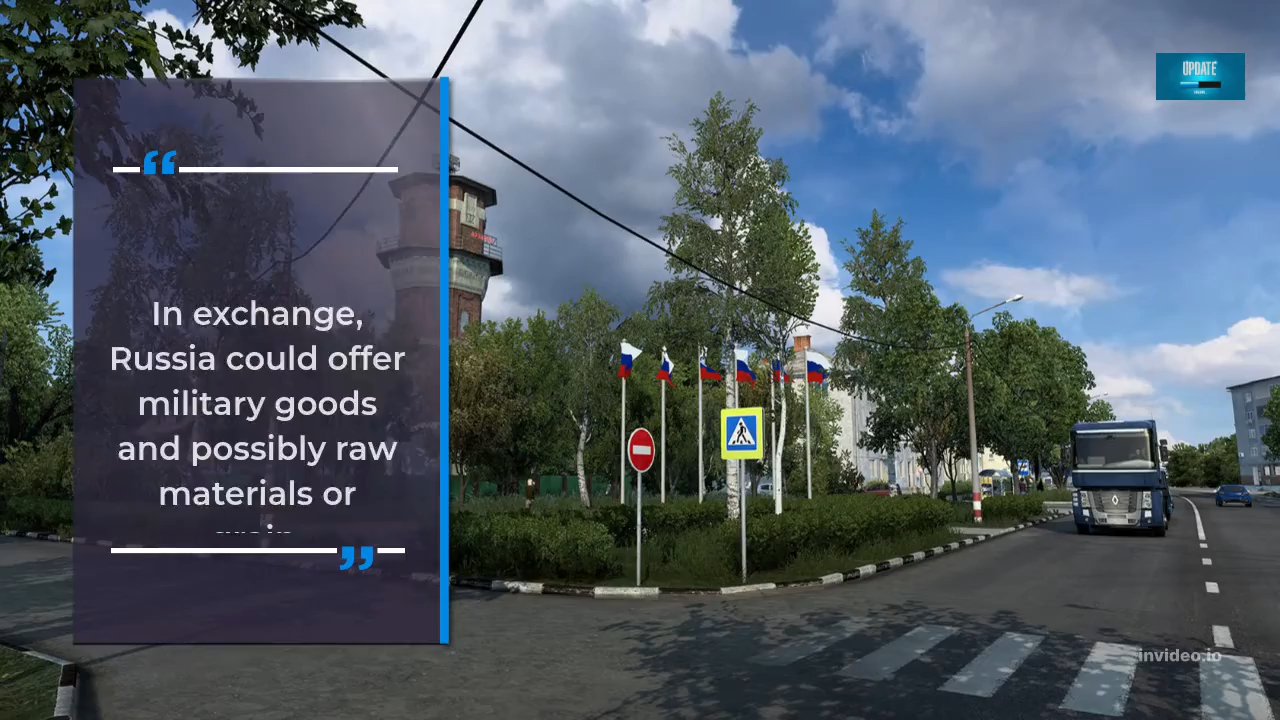 UPDATE
In exchange,
Russia could offer
military goods
and possibly raw
materials or
invideo.io